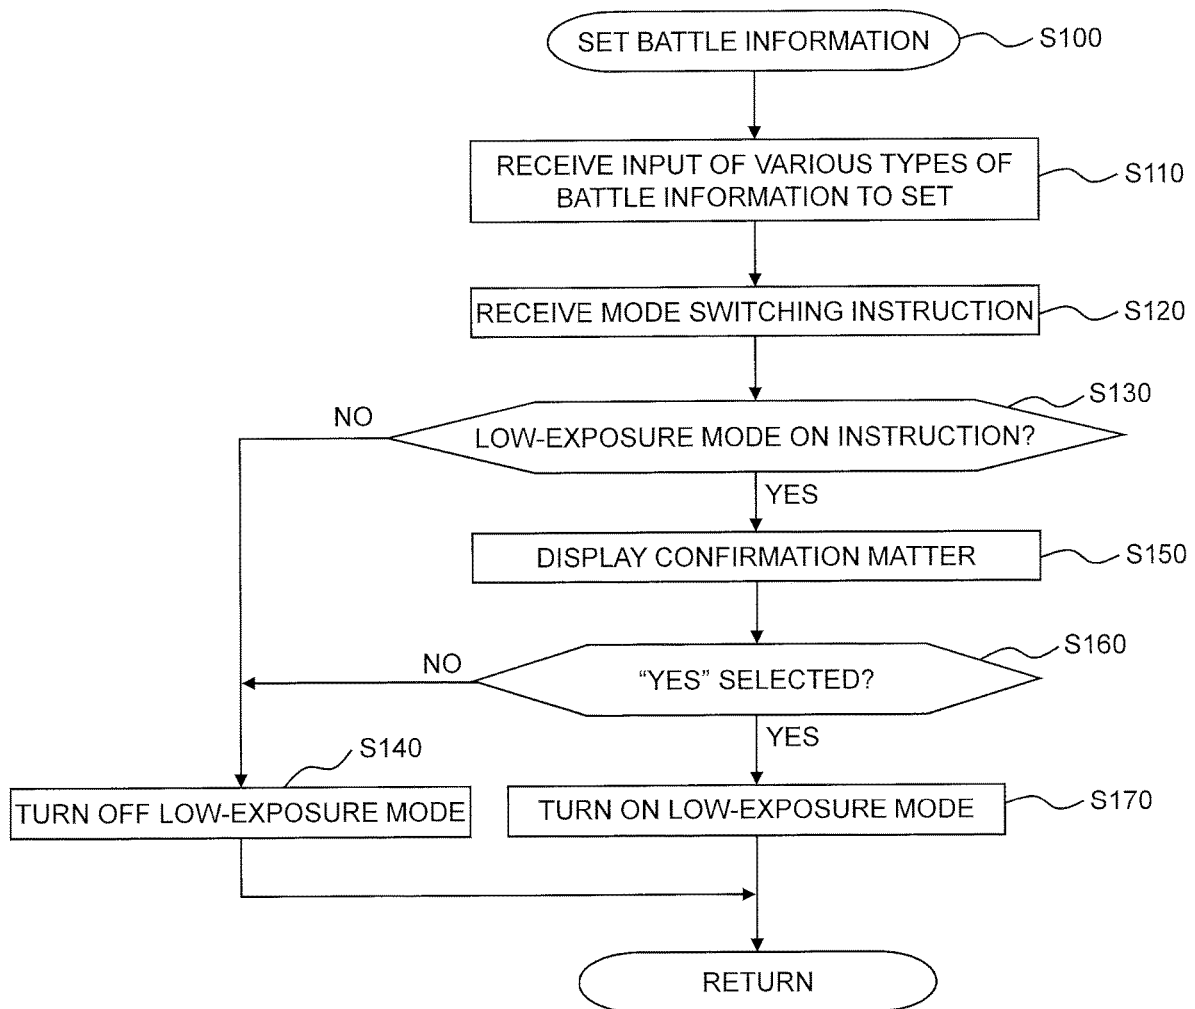 SET BATTLE INFORMATION
S100
RECEIVE INPUT OF VARIOUS TYPES OF
BATTLE INFORMATION TO SET
S110
RECEIVE MODE SWITCHING INSTRUCTION
S120
S130
NO
LOW-EXPOSURE MODE ON INSTRUCTION?
YES
DISPLAY CONFIRMATION MATTER
S150
S160
NO
“YES” SELECTED?
YES
S140
TURN OFF LOW-EXPOSURE MODE
TURN ON LOW-EXPOSURE MODE
S170
RETURN